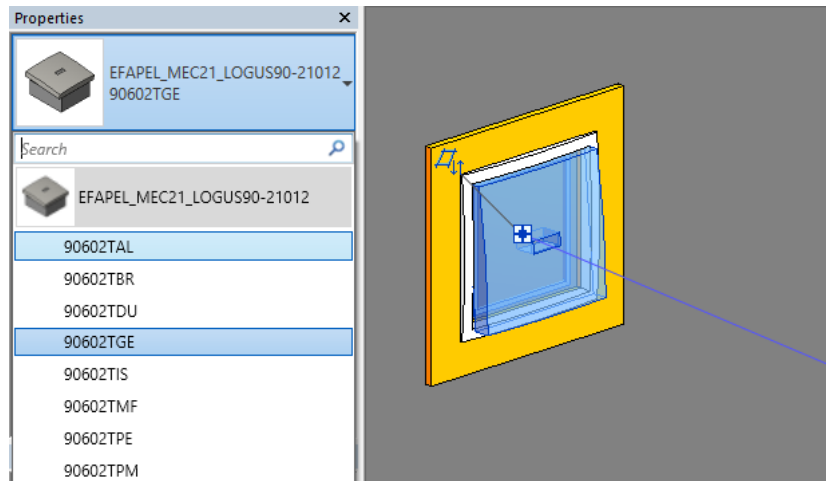 Properties
EFAPEL_MEC21_LOGUS90-21012
90602TGE
Search
EFAPEL_MEC21_LOGUS90-21012
90602TAL
90602TBR
90602TDU
90602TGE
90602TIS
90602TMF
90602TPE
90602TPM